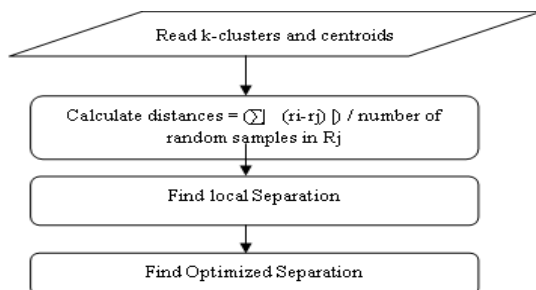 Read k-clusters and centroids
Calculate distances = (∑| (ri-rj) |) / number of
random samples in Rj
Find local Separation
Find Optimized Separation